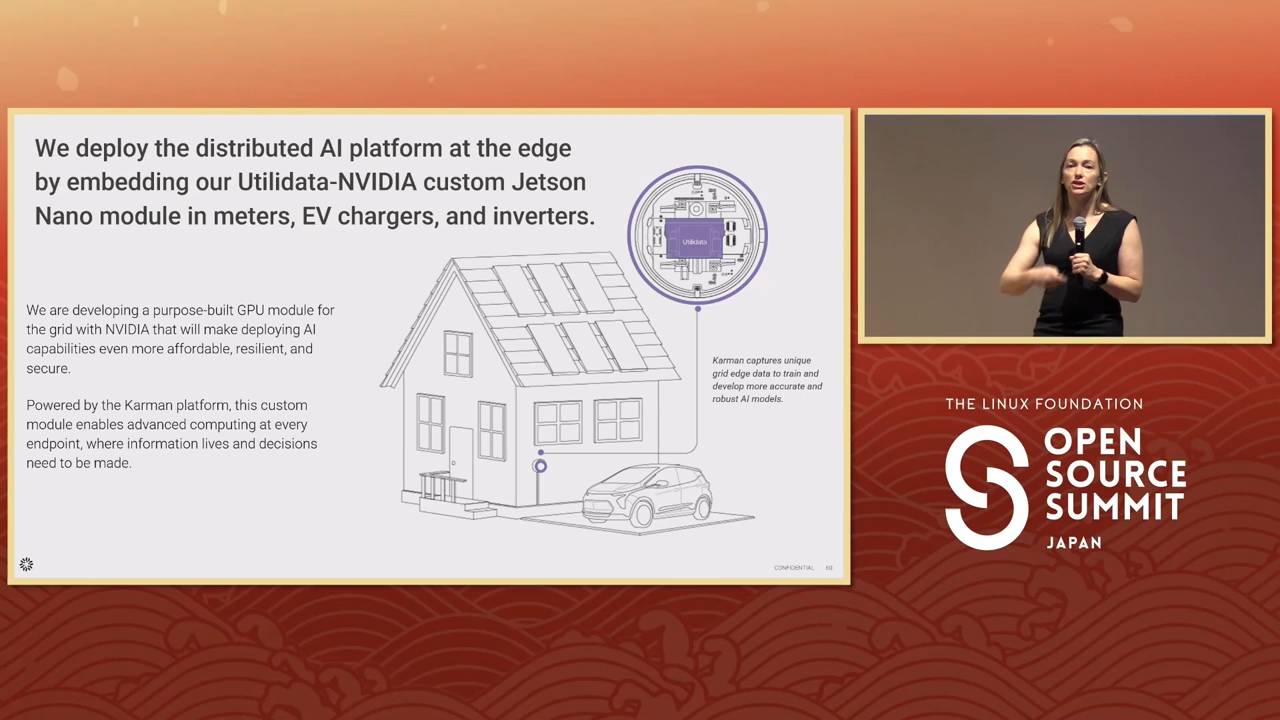 We deploy the distributed AI platform at the edge
by embedding our Utilidata-NVIDIA custom Jetson
Nano module in meters, EV chargers, and inverters.
Utilidata
We are developing a purpose-built GPU module for
the grid with NVIDIA that will make deploying AI
capabilities even more affordable, resilient, and
secure.
Powered by the Karman platform, this custom
module enables advanced computing at every
endpoint, where information lives and decisions
need to be made.
Karman captures unique
grid edge data to train and
develop more accurate and
robust AI models.
CONFIDENTIAL 60
THE LINUX FOUNDATION
OPEN
SOURCE
SUMMIT
JAPAN